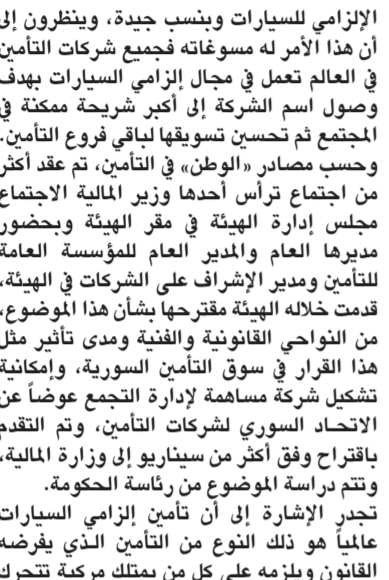 الإلزامي للسيارات وبنسب جيدة، وينظرون إلى
أن هذا الأمر له مسوغاته فجميع شركات التأمين
في العالم تعمل في مجال إلزامي السيارات بهدف
وصول اسم الشركة إلى أكبر شريحة ممكنة في
المجتمع ثم تحسين تسويقها لباقي فروع التأمين.
وحسب مصادر «الوطن» في التأمين، تم عقد أكثر
من اجتماع ترأس أحدها وزير المالية الاجتماع
مجلس إدارة الهيئة في مقر الهيئة وبحضور
مديرها العام والمدير العام للمؤسسة العامة
للتأمين ومدير الإشراف على الشركات في الهيئة،
قدمت خلاله الهيئة مقترحها بشأن هذا الموضوع،
من النواحي القانونية والفنية ومدى تأثير مثل
هذا القرار في سوق التأمين السورية، وإمكانية
تشكيل شركة مساهمة لإدارة التجمع عوضاً عن
الاتحاد السوري لشركات التأمين، وتم التقدم
باقتراح وفق أكثر من سيناريو إلى وزارة المالية،
وتتم دراسة الموضوع من رئاسة الحكومة.
تجدر الإشارة إلى أن تأمين إلزامي السيارات
عالمياً هو ذلك النوع من التأمين الذي يفرضه
القانون ويلزمه على كل من يمتلك مركبة تتحرك